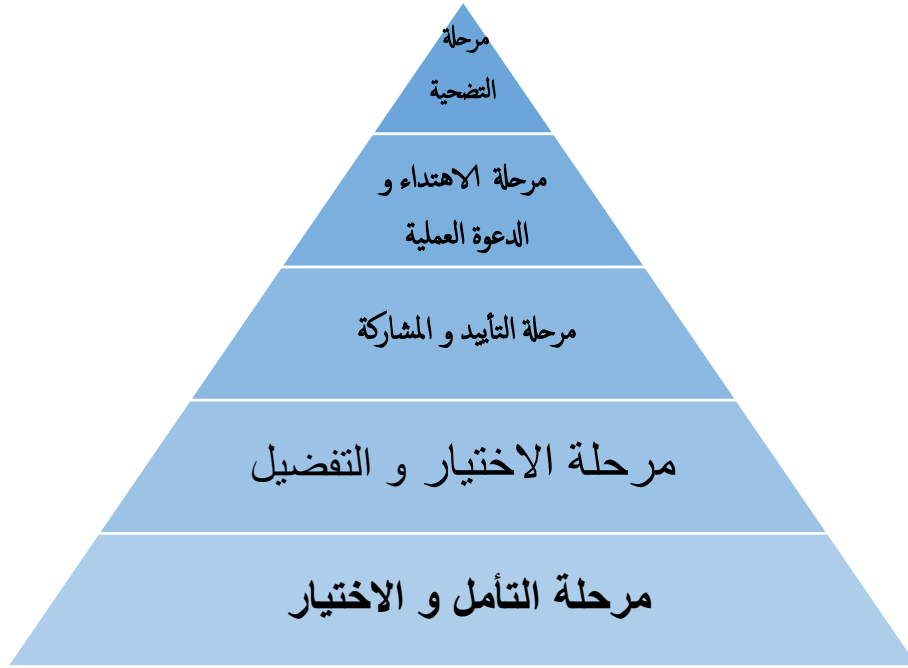 مرحلة
التضحية
مرحلة الاهتداء و
الدعوة العملية
مرحلة التأييد و المشاركة
مرحلة الاختيار و التفضيل
مرحلة التأمل و الاختيار